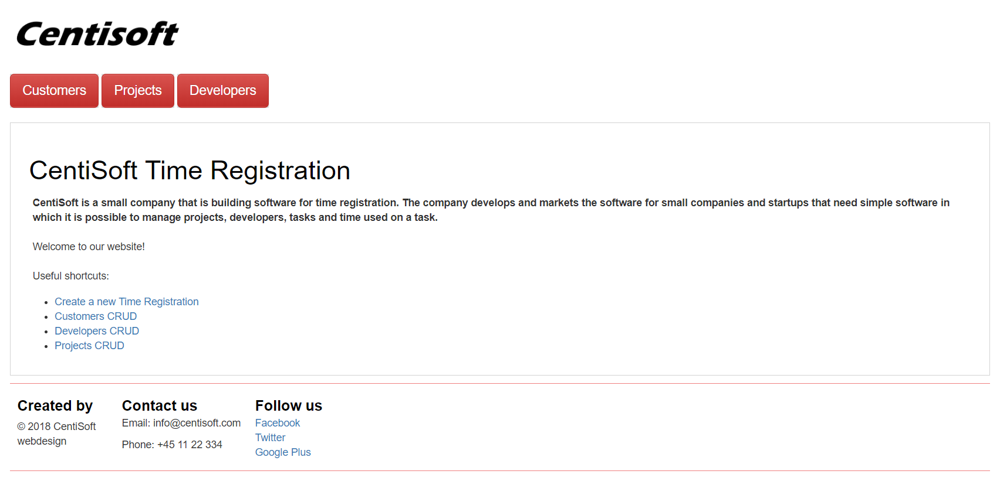 Centisoft
Customers Projects Developers
CentiSoft Time Registration
CentiSoft is a small company that is building software for time registration. The company develops and markets the software for small companies and startups that need simple software in
which it is possible to manage projects, developers, tasks and time used on a task.
Welcome to our website!
Useful shortcuts:
Create a new Time Registration
Customers CRUD
Developers CRUD
Projects CRUD
Created by
© 2018 CentiSoft
webdesign
Contact us
Email: info@centisoft.com
Phone: +45 11 22 334
Follow us
Facebook
Twitter
Google Plus